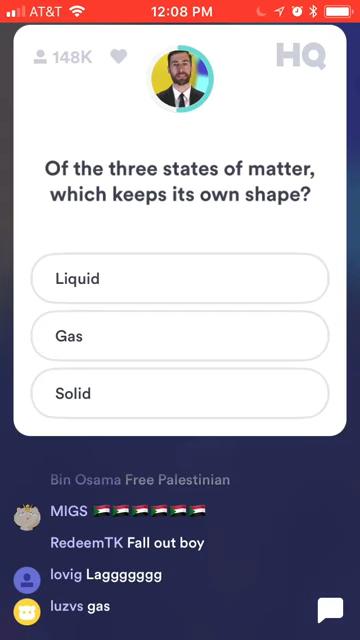 AT&T 12:08 PM
148K HQ
Of the three states of matter,
which keeps its own shape?
Liquid
Gas
Solid
Bin Osama Free Palestinian
MIGS
RedeemTK Fall out boy
lovig Laggggggg
luzvs gas